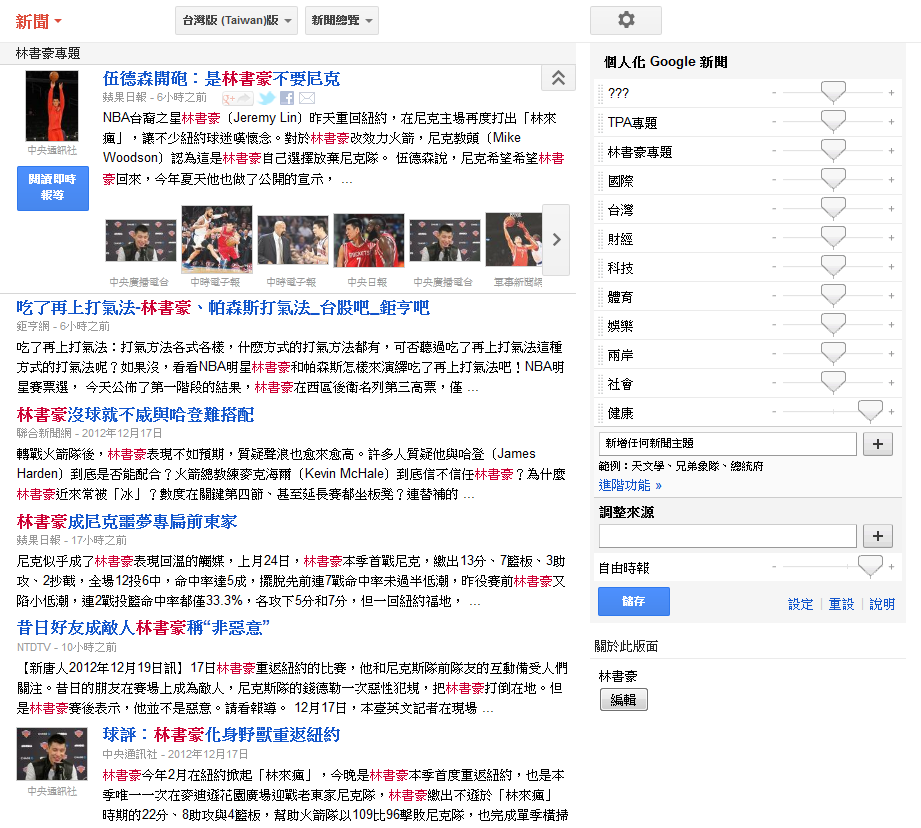 新聞
台灣版 (Taiwan)版
新聞總覽
林書豪專題
伍德森開砲：是林書豪不要尼克
蘋果日報 - 6小時之前
NBA台裔之星林書豪（Jeremy Lin）昨天重回紐約，在尼克主場再度打出「林來
瘋」，讓不少紐約球迷嘆懷念。對於林書豪改效力火箭，尼克教頭（Mike
Woodson）認為這是林書豪自己選擇放棄尼克隊。 伍德森說，尼克希望希望林書
豪回來，今年夏天他也做了公開的宣示， ...
中央通訊社
閱讀即時
報導
中央廣播電台
中時電子報
中時電子報
中央日報
中央廣播電台
軍事新聞網
吃了再上打氣法-林書豪、帕森斯打氣法_台股吧_鉅亨吧
鉅亨網 - 6小時之前
吃了再上打氣法：打氣方法各式各樣，什麼方式的打氣方法都有，可否聽過吃了再上打氣法這種
方式的打氣法呢？如果沒，看看NBA明星林書豪和帕森斯怎樣來演繹吃了再上打氣法吧！NBA明
星賽票選， 今天公佈了第一階段的結果，林書豪在西區後衛名列第三高票，僅 ...
林書豪沒球就不威與哈登難搭配
聯合新聞網 - 2012年12月17日
轉戰火箭隊後，林書豪表現不如預期，質疑聲浪也愈來愈高。許多人質疑他與哈登（James
Harden）到底是否能配合？火箭總教練麥克海爾（Kevin McHale）到底信不信任林書豪？為什麼
林書豪近來常被「冰」？數度在關鍵第四節、甚至延長賽都坐板凳？連替補的 ...
林書豪成尼克噩夢專扁前東家
蘋果日報 - 17小時之前
尼克似乎成了林書豪表現回溫的觸媒，上月24日，林書豪本季首戰尼克，繳出13分、7籃板、3助
攻、2抄截，全場12投6中，命中率達5成，擺脫先前連7戰命中率未過半低潮，昨役賽前林書豪又
陷小低潮，連2戰投籃命中率都僅33.3%，各攻下5分和7分，但一回紐約福地， ...
昔日好友成敵人林書豪稱“非惡意”
NTDTV - 10小時之前
【新唐人2012年12月19日訊】17日林書豪重返紐約的比賽，他和尼克斯隊前隊友的互動備受人們
關注。昔日的朋友在賽場上成為敵人，尼克斯隊的錢德勒一次惡性犯規，把林書豪打倒在地。但
是林書豪賽後表示，他並不是惡意。請看報導。 12月17日，本臺英文記者在現場 ...
球評：林書豪化身野獸重返紐約
中央通訊社 - 2012年12月17日
林書豪今年2月在紐約掀起「林來瘋」，今晚是林書豪本季首度重返紐約，也是本
季唯一一次在麥迪遜花園廣場迎戰老東家尼克隊，林書豪繳出不遜於「林來瘋」
時期的22分、8助攻與4籃板，幫助火箭隊以109比96擊敗尼克隊，也完成單季橫掃
中央通訊社
個人化 Google 新聞
??? - +
TPA專題 - +
林書豪專題 - +
國際 - +
台灣 - +
財經 - +
科技 - +
體育 - +
娛樂 - +
兩岸 - +
社會 - +
健康 - +
新增任何新聞主題 +
範例：天文學、兄弟象隊、總統府
進階功能 »
調整來源
+
自由時報 - +
儲存
設定 | 重設 | 說明
關於此版面
林書豪
編輯